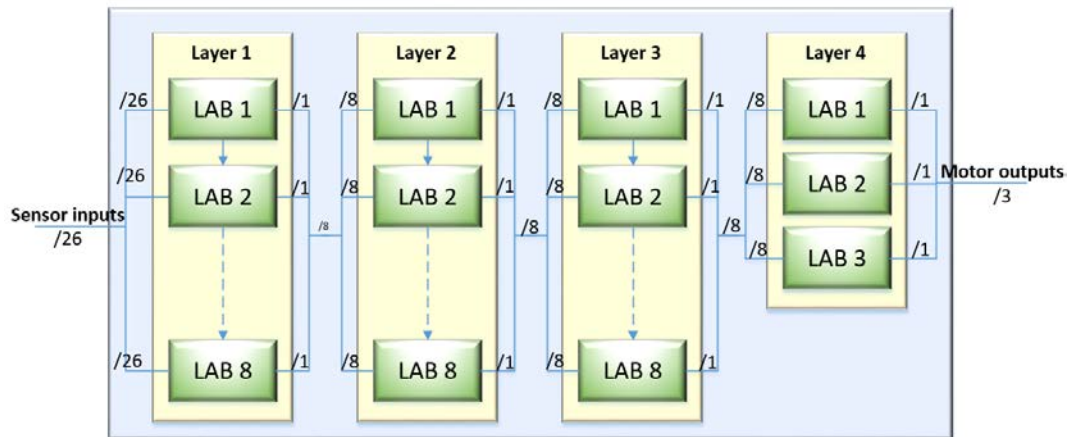 Layer 1
Layer 2
Layer 3
Layer 4
/26
LAB 1
/1
/8
LAB 1
/1
/8
LAB 1
/1
/8
LAB 1
/1
/26
LAB 2
/1
/8
LAB 2
/1
/8
LAB 2
/1
/8
LAB 2
/1
Motor outputs
/3
Sensor inputs
/26
/8
/8
/8
/8
LAB 3
/1
/26
LAB 8
/1
/8
LAB 8
/1
/8
LAB 8
/1